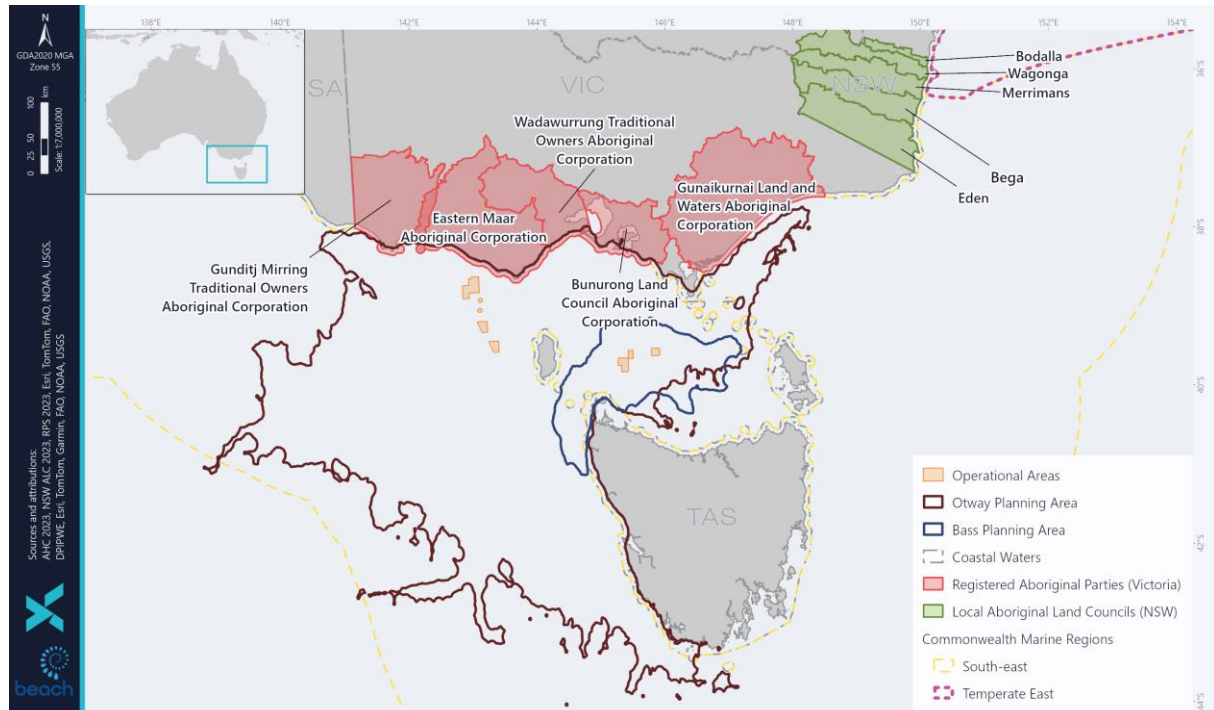 N
GDA2020 MGA
Zone 55
0 25 50 100
km
Scale: 1:7,000,000
Sources and attributions:
AHC 2023, NSW ALC 2023, RPS 2023, Esri, TomTom, FAO, NOAA, USGS,
DPIPWE, Esri, TomTom, Garmin, FAO, NOAA, USGS
beach
138°E
140°E
142°E
144°E
146°E
148°E
150°E
152°E
154°E
36°S
38°S
40°S
42°S
44°S
SA
VIC
NSW
TAS
Bodalla
Wagonga
Merrimans
Bega
Eden
Wadawurrung Traditional
Owners Aboriginal
Corporation
Gunaikurnai Land and
Waters Aboriginal
Corporation
Eastern Maar
Aboriginal Corporation
Gunditj Mirring
Traditional Owners
Aboriginal Corporation
Bunurong Land
Council Aboriginal
Corporation
Operational Areas
Otway Planning Area
Bass Planning Area
Coastal Waters
Registered Aboriginal Parties (Victoria)
Local Aboriginal Land Councils (NSW)
Commonwealth Marine Regions
South-east
Temperate East